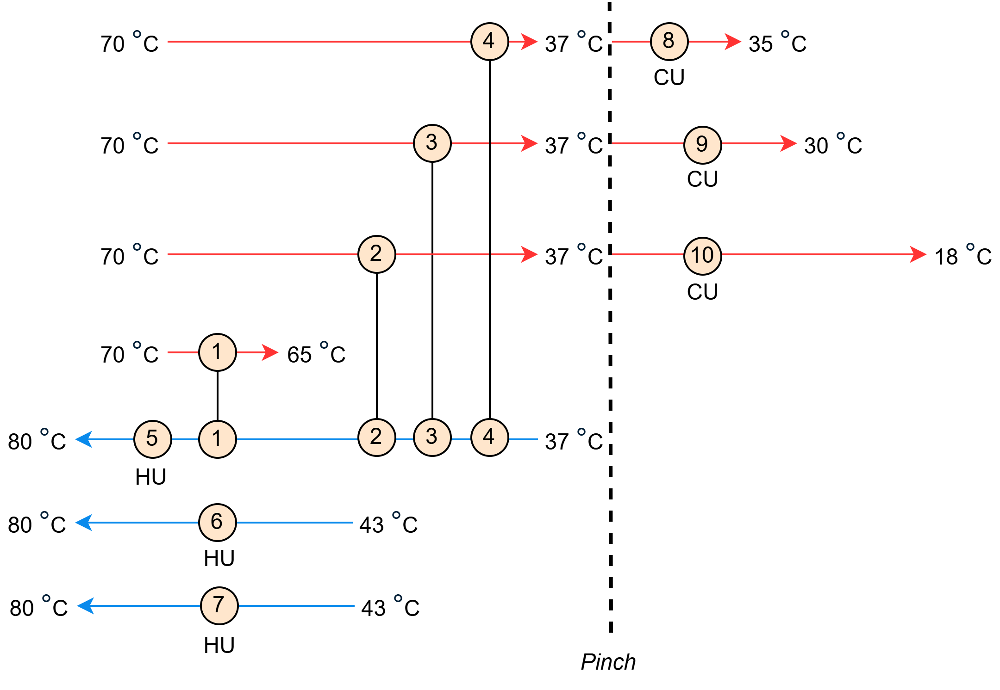 70 °C 4 37 °C 8 35 °C
CU
70 °C 3 37 °C 9 30 °C
CU
70 °C 2 37 °C 10 18 °C
CU
70 °C 1 65 °C
80 °C 5 1 2 3 4 37 °C
HU
80 °C 6 43 °C
HU
80 °C 7 43 °C
HU
Pinch